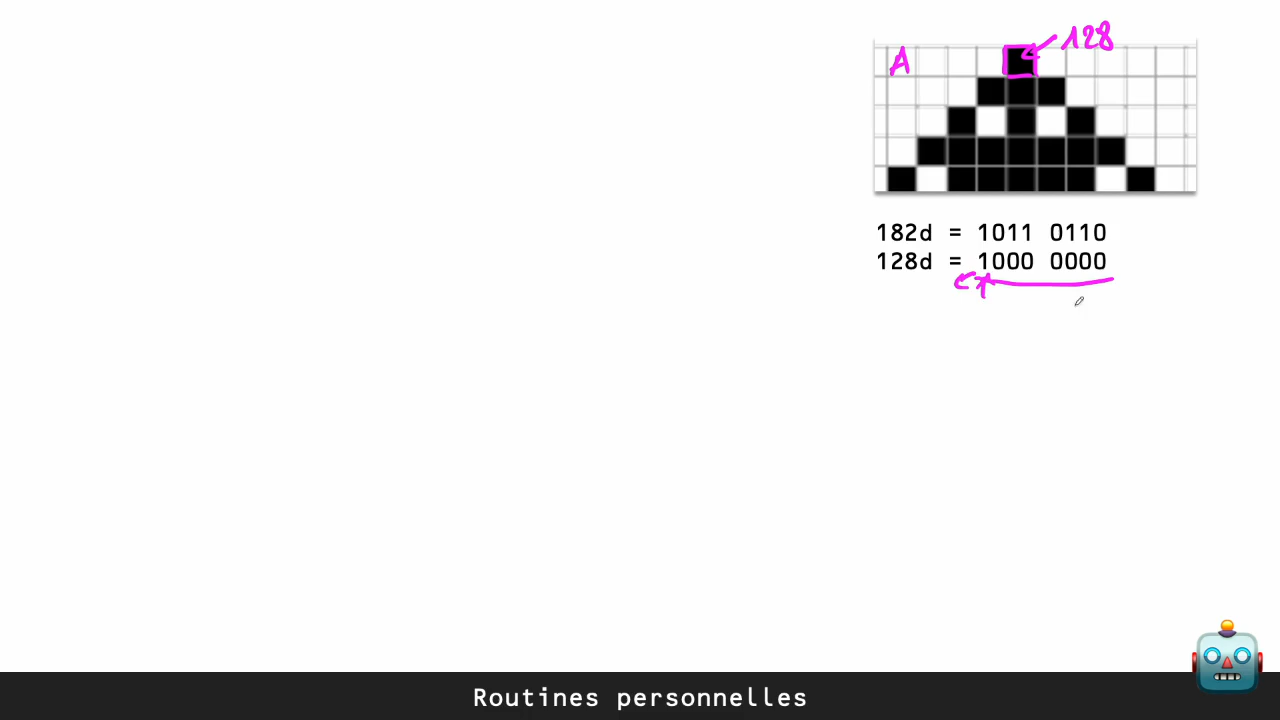 128
A
182d = 1011 0110
128d = 1000 0000
Routines personnelles